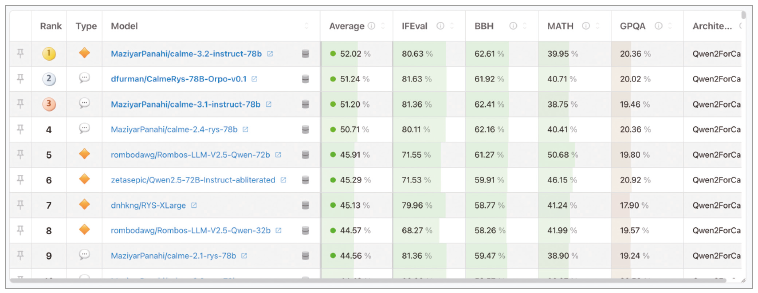 Rank Type Model Average IFEval BBH MATH GPQA Archite...
1 MaziyarPanahi/calme-3.2-instruct-78b 52.02 % 80.63 % 62.61 % 39.95 % 20.36 % Qwen2ForCa
2 dfurman/CalmeRys-78B-Orpo-v0.1 51.24 % 81.63 % 61.92 % 40.71 % 20.02 % Qwen2ForCa
3 MaziyarPanahi/calme-3.1-instruct-78b 51.20 % 81.36 % 62.41 % 38.75 % 19.46 % Qwen2ForCa
4 MaziyarPanahi/calme-2.4-rys-78b 50.71 % 80.11 % 62.16 % 40.41 % 20.36 % Qwen2ForCa
5 rombodawg/Rombos-LLM-V2.5-Qwen-72b 45.91 % 71.55 % 61.27 % 50.68 % 19.80 % Qwen2ForCa
6 zetasepic/Qwen2.5-72B-Instruct-abliterated 45.29 % 71.53 % 59.91 % 46.15 % 20.92 % Qwen2ForCa
7 dnhkng/RYS-XLarge 45.13 % 79.96 % 58.77 % 41.24 % 17.90 % Qwen2ForCa
8 rombodawg/Rombos-LLM-V2.5-Qwen-32b 44.57 % 68.27 % 58.26 % 41.99 % 19.57 % Qwen2ForCa
9 MaziyarPanahi/calme-2.1-rys-78b 44.56 % 81.36 % 59.47 % 38.90 % 19.24 % Qwen2ForCa